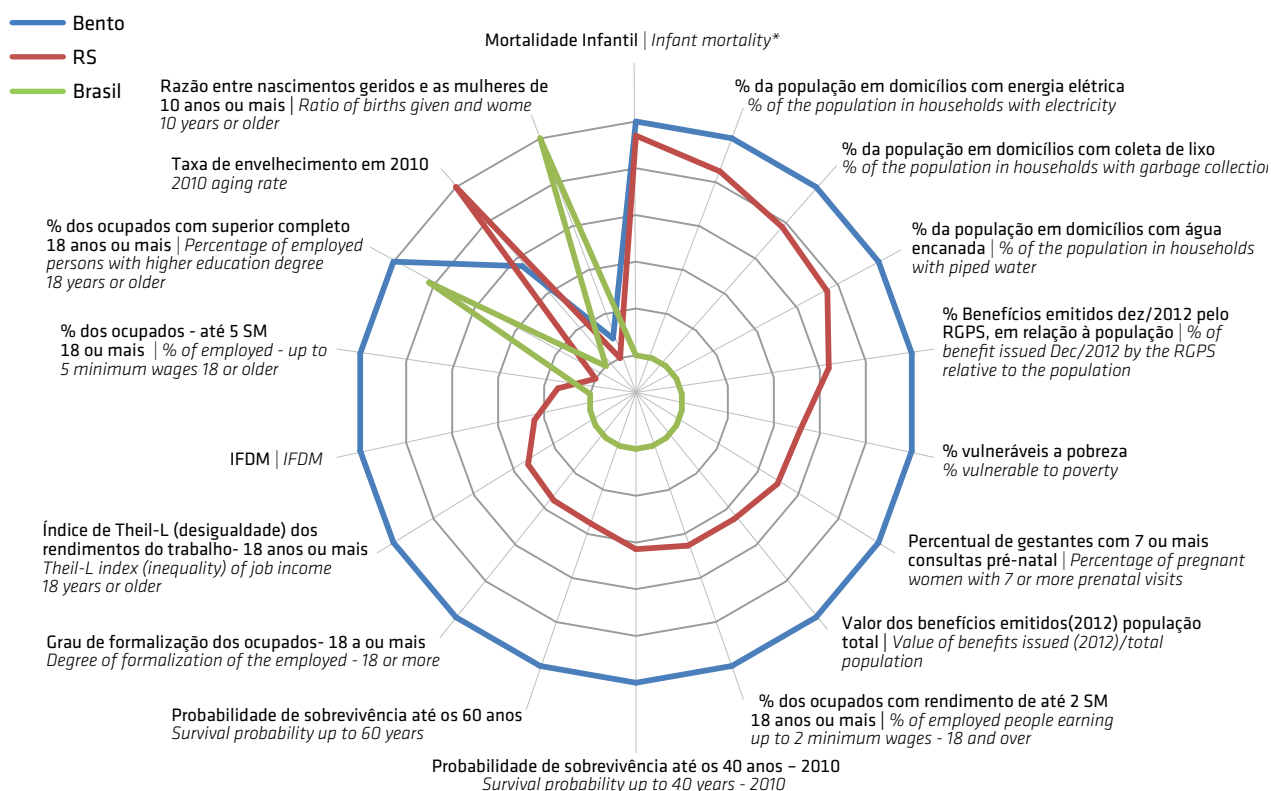 Bento
RS
Brasil
Mortalidade Infantil | Infant mortality*
% da população em domicílios com energia elétrica
% of the population in households with electricity
% da população em domicílios com coleta de lixo
% of the population in households with garbage collection
% da população em domicílios com água
encanada | % of the population in households
with piped water
% Benefícios emitidos dez/2012 pelo
RGPS, em relação à população | % of
benefit issued Dec/2012 by the RGPS
relative to the population
% vulneráveis a pobreza
% vulnerable to poverty
Percentual de gestantes com 7 ou mais
consultas pré-natal | Percentage of pregnant
women with 7 or more prenatal visits
Valor dos benefícios emitidos(2012) população
total | Value of benefits issued (2012)/total
population
% dos ocupados com rendimento de até 2 SM
18 anos ou mais | % of employed people earning
up to 2 minimum wages - 18 and over
Probabilidade de sobrevivência até os 40 anos – 2010
Survival probability up to 40 years - 2010
Probabilidade de sobrevivência até os 60 anos
Survival probability up to 60 years
Grau de formalização dos ocupados- 18 a ou mais
Degree of formalization of the employed - 18 or more
Índice de Theil-L (desigualdade) dos
rendimentos do trabalho- 18 anos ou mais
Theil-L index (inequality) of job income
18 years or older
IFDM | IFDM
% dos ocupados - até 5 SM
18 ou mais | % of employed - up to
5 minimum wages 18 or older
% dos ocupados com superior completo
18 anos ou mais | Percentage of employed
persons with higher education degree
18 years or older
Taxa de envelhecimento em 2010
2010 aging rate
Razão entre nascimentos geridos e as mulheres de
10 anos ou mais | Ratio of births given and wome
10 years or older